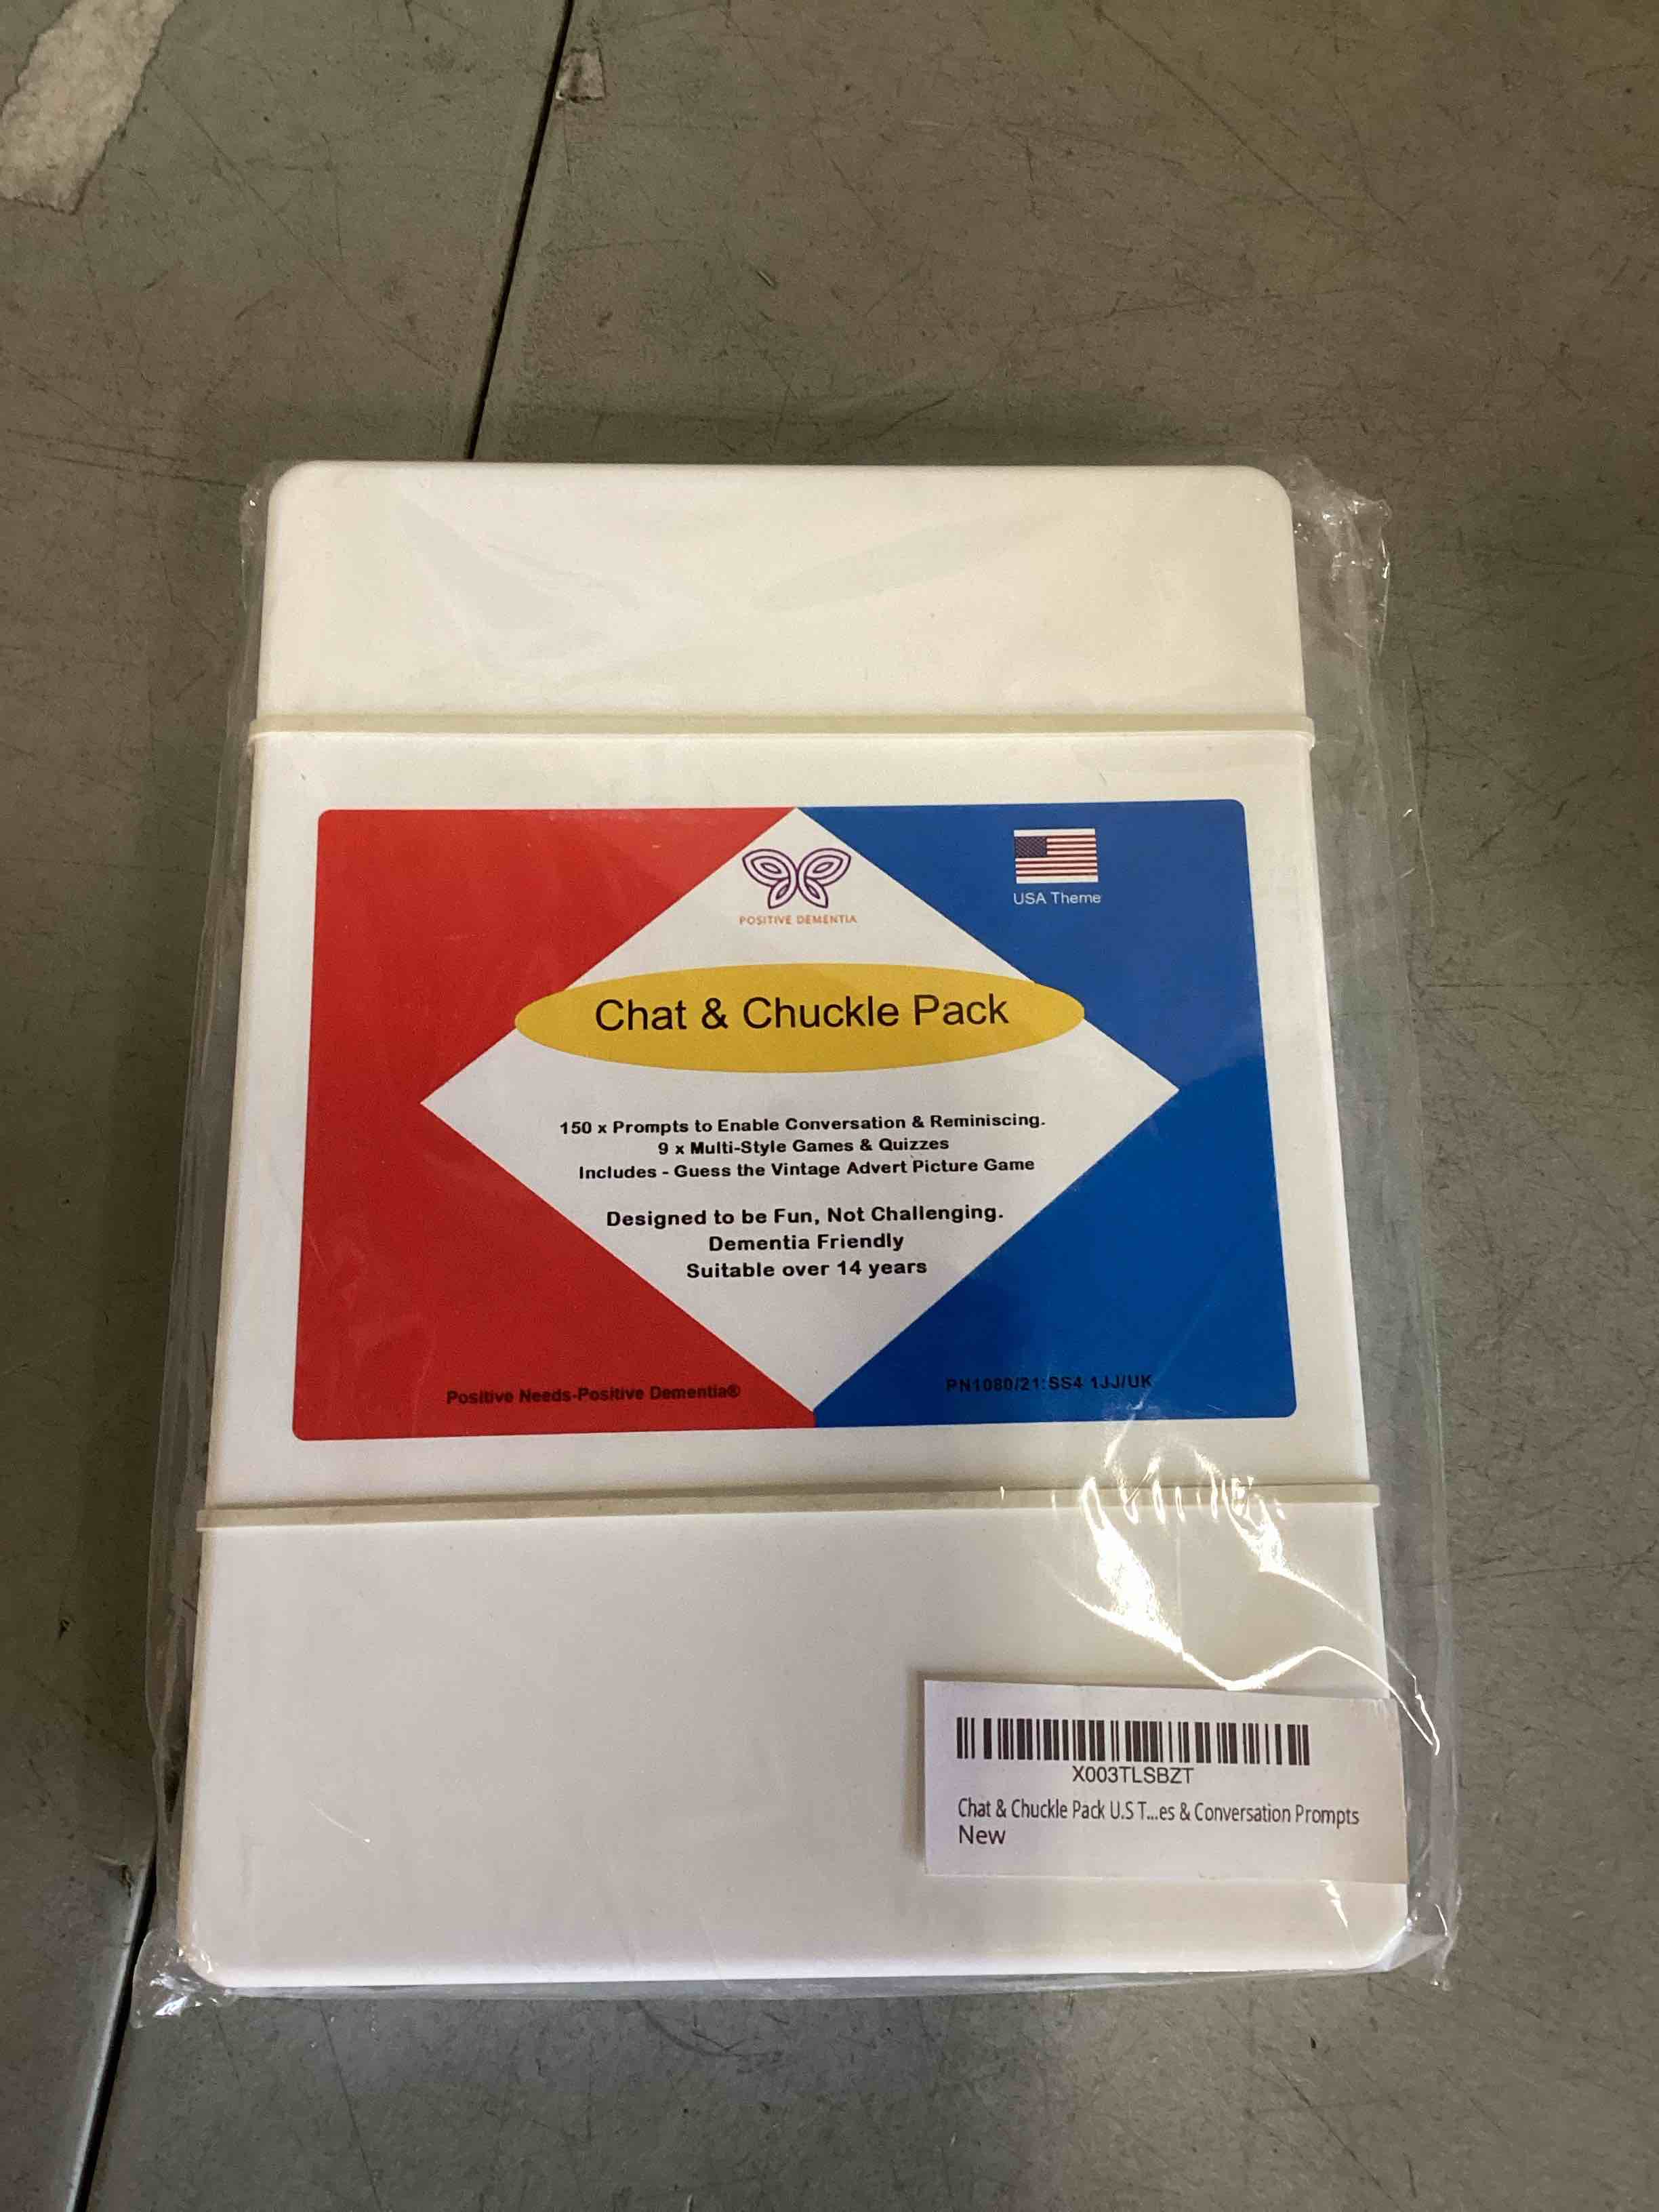 POSITIVE DEMENTIA
USA Theme
Chat & Chuckle Pack
150 x Prompts to Enable Conversation & Reminiscing.
9 x Multi-Style Games & Quizzes
Includes - Guess the Vintage Advert Picture Game
Designed to be Fun, Not Challenging.
Dementia Friendly
Suitable over 14 years
Positive Needs-Positive Dementia®
PN1080/21:SS4 1JJ/UK
X003TLSBZT
Chat & Chuckle Pack U.S T...es & Conversation Prompts
New